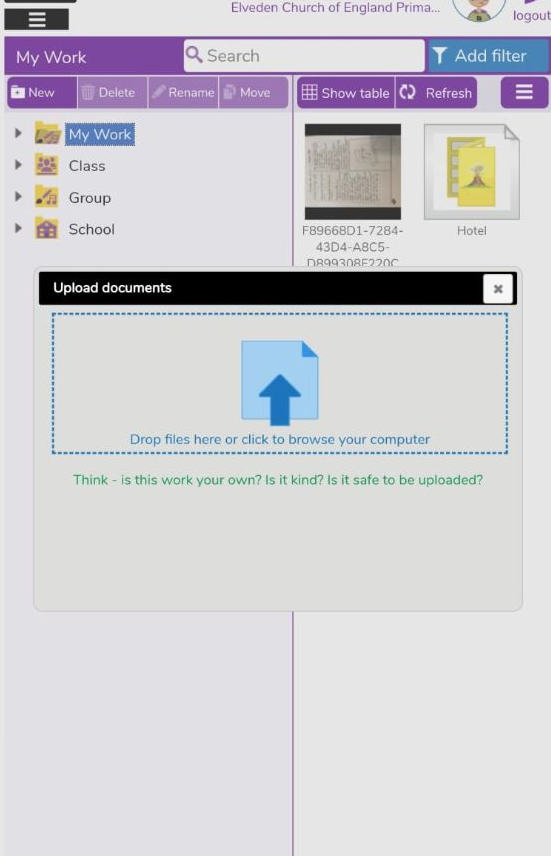 Elveden Church of England Prima...
logout
My Work
Search
Add filter
New
Delete
Rename
Move
Show table
Refresh
My Work
Class
Group
School
F89668D1-7284-
43D4-A8C5-
D899308F220C
Hotel
Upload documents
Drop files here or click to browse your computer
Think - is this work your own? Is it kind? Is it safe to be uploaded?